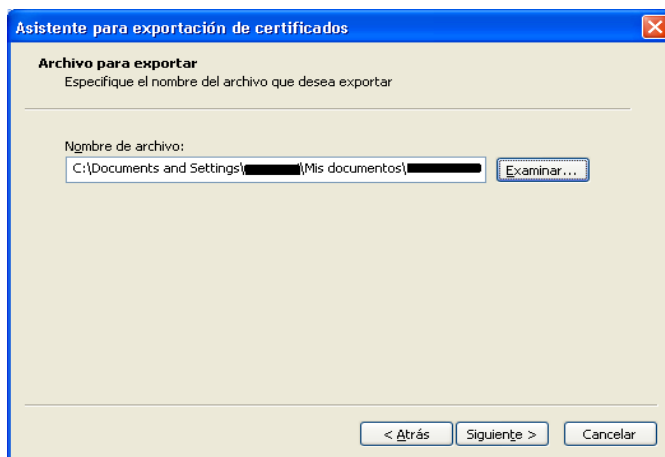 Asistente para exportación de certificados
Archivo para exportar
Especifique el nombre del archivo que desea exportar
Nombre de archivo:
C:\Documents and Settings\ \Mis documentos\
Examinar...
< Atrás Siguiente > Cancelar